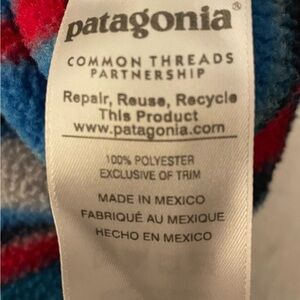 patagonia®
COMMON THREADS
PARTNERSHIP
Repair, Reuse, Recycle
This Product
www.patagonia.com
100% POLYESTER
EXCLUSIVE OF TRIM
MADE IN MEXICO
FABRIQUÉ AU MEXIQUE
HECHO EN MEXICO